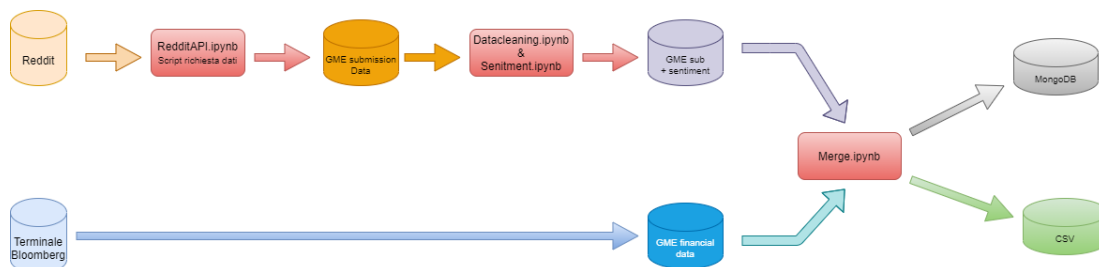 Reddit
RedditAPI.ipynb
Script richiesta dati
GME submission
Data
Datacleaning.ipynb
&
Senitment.ipynb
GME sub
+ sentiment
MongoDB
Merge.ipynb
Terminale
Bloomberg
GME financial
data
CSV